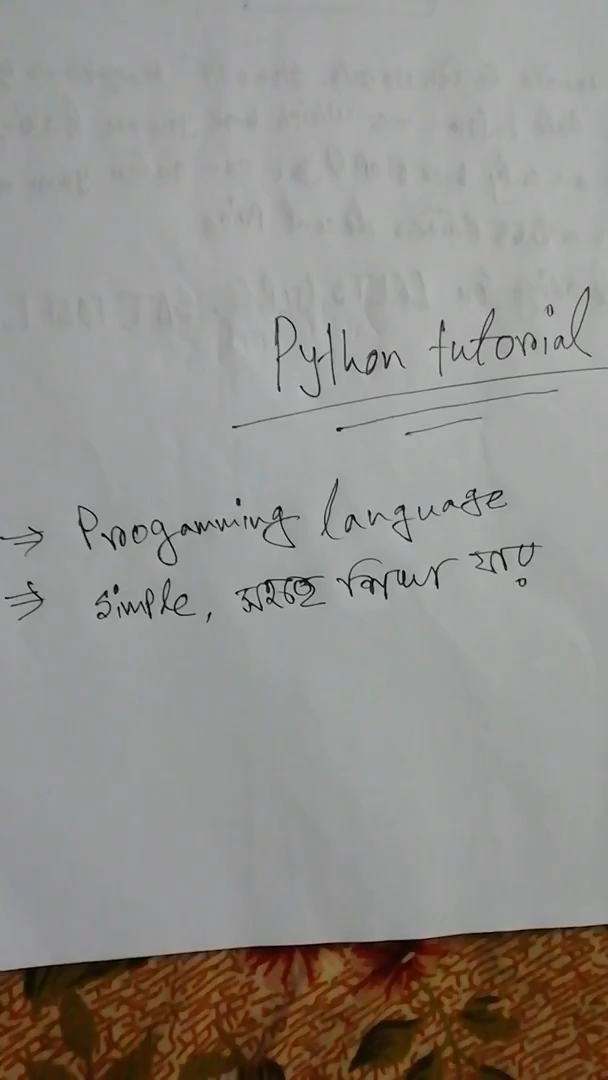 Python tutorial
⇒ Progamming language
⇒ simple, সহজে শিখা যায়